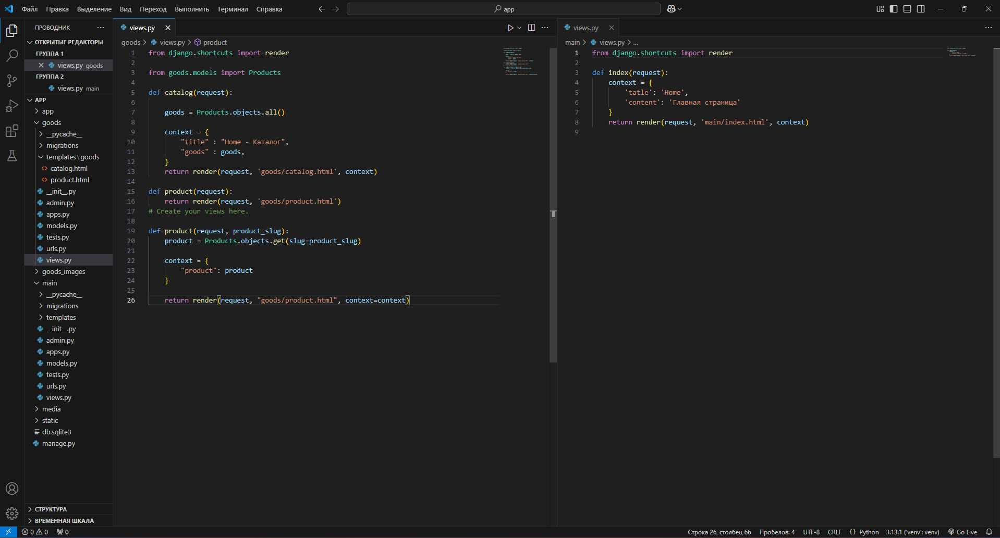 Файл Правка Выделение Вид Переход Выполнить Терминал Справка
app
ПРОВОДНИК
ОТКРЫТЫЕ РЕДАКТОРЫ
ГРУППА 1
views.py goods
ГРУППА 2
views.py main
APP
app
goods
__pycache__
migrations
templates\goods
catalog.html
product.html
__init__.py
admin.py
apps.py
models.py
tests.py
urls.py
views.py
goods_images
main
__pycache__
migrations
templates
__init__.py
admin.py
apps.py
models.py
tests.py
urls.py
views.py
media
static
db.sqlite3
manage.py
СТРУКТУРА
ВРЕМЕННАЯ ШКАЛА
views.py
goods > views.py > product
1 from django.shortcuts import render
2
3 from goods.models import Products
4
5 def catalog(request):
6
7 goods = Products.objects.all()
8
9 context = {
10 "title" : "Home - Каталог",
11 "goods" : goods,
12 }
13 return render(request, 'goods/catalog.html', context)
14
15 def product(request):
16 return render(request, 'goods/product.html')
17 # Create your views here.
18
19 def product(request, product_slug):
20 product = Products.objects.get(slug=product_slug)
21
22 context = {
23 "product": product
24 }
25
26 return render(request, "goods/product.html", context=context)
views.py
main > views.py > ...
1 from django.shortcuts import render
2
3 def index(request):
4 context = {
5 'tatle': 'Home',
6 'content': 'Главная страница'
7 }
8 return render(request, 'main/index.html', context)
9
0 0 0
Строка 26, столбец 66 Пробелов: 4 UTF-8 CRLF {} Python 3.13.1 ('venv': venv) Go Live